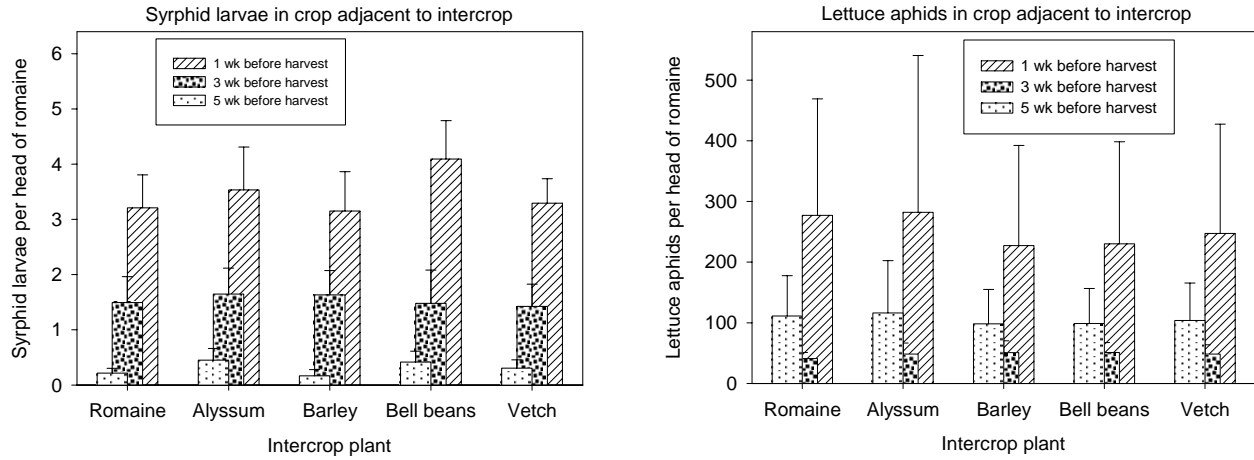 Syrphid larvae in crop adjacent to intercrop
Syrphid larvae per head of romaine
6
5
4
3
2
1
0
1 wk before harvest
3 wk before harvest
5 wk before harvest
Romaine Alyssum Barley Bell beans Vetch
Intercrop plant
Lettuce aphids in crop adjacent to intercrop
Lettuce aphids per head of romaine
500
400
300
200
100
0
1 wk before harvest
3 wk before harvest
5 wk before harvest
Romaine Alyssum Barley Bell beans Vetch
Intercrop plant